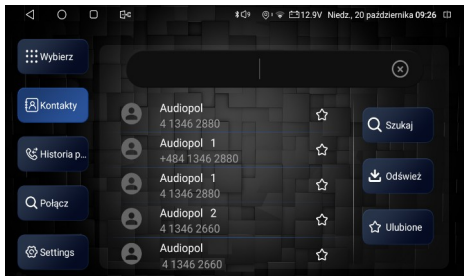 9 12.9V Niedz., 20 października 09:26
Wybierz
Kontakty
Historia p...
Połącz
Settings
Audiopol
4 1346 2880
Audiopol 1
+484 1346 2880
Audiopol 1
4 1346 2880
Audiopol 2
4 1346 2660
Audiopol
4 1346 2660
Szukaj
Odśwież
Ulubione